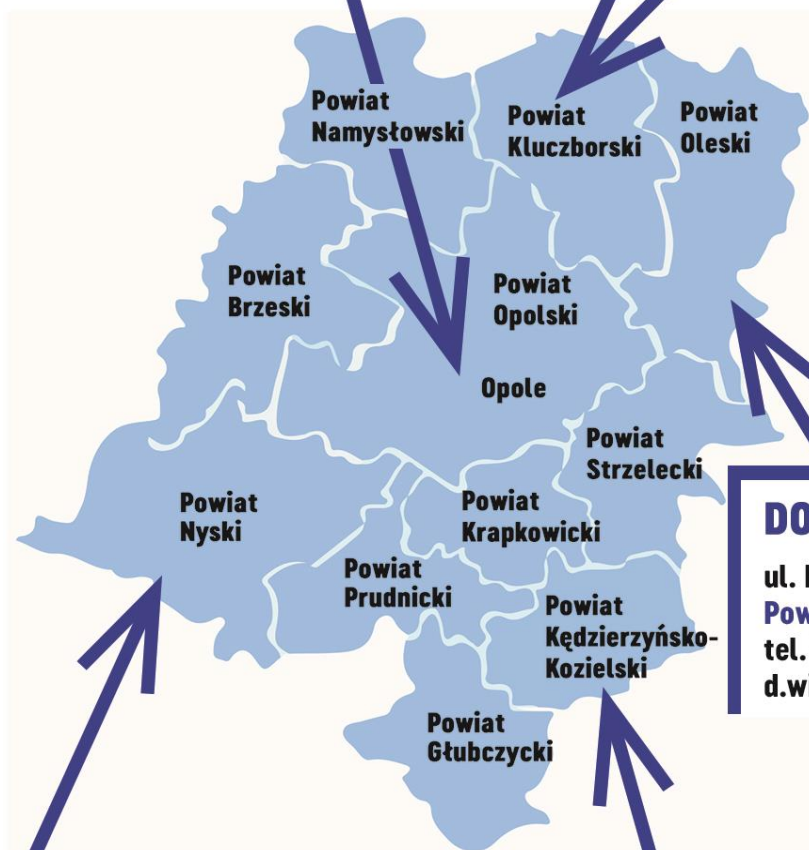 Powiat
Namysłowski
Powiat
Kluczborski
Powiat
Oleski
Powiat
Brzeski
Powiat
Opolski
Opole
Powiat
Strzelecki
Powiat
Nyski
Powiat
Krapkowicki
Powiat
Prudnicki
Powiat
Kędzierzyńsko-
Kozielski
Powiat
Głubczycki
DO
ul.
Pow
tel.
d.wi